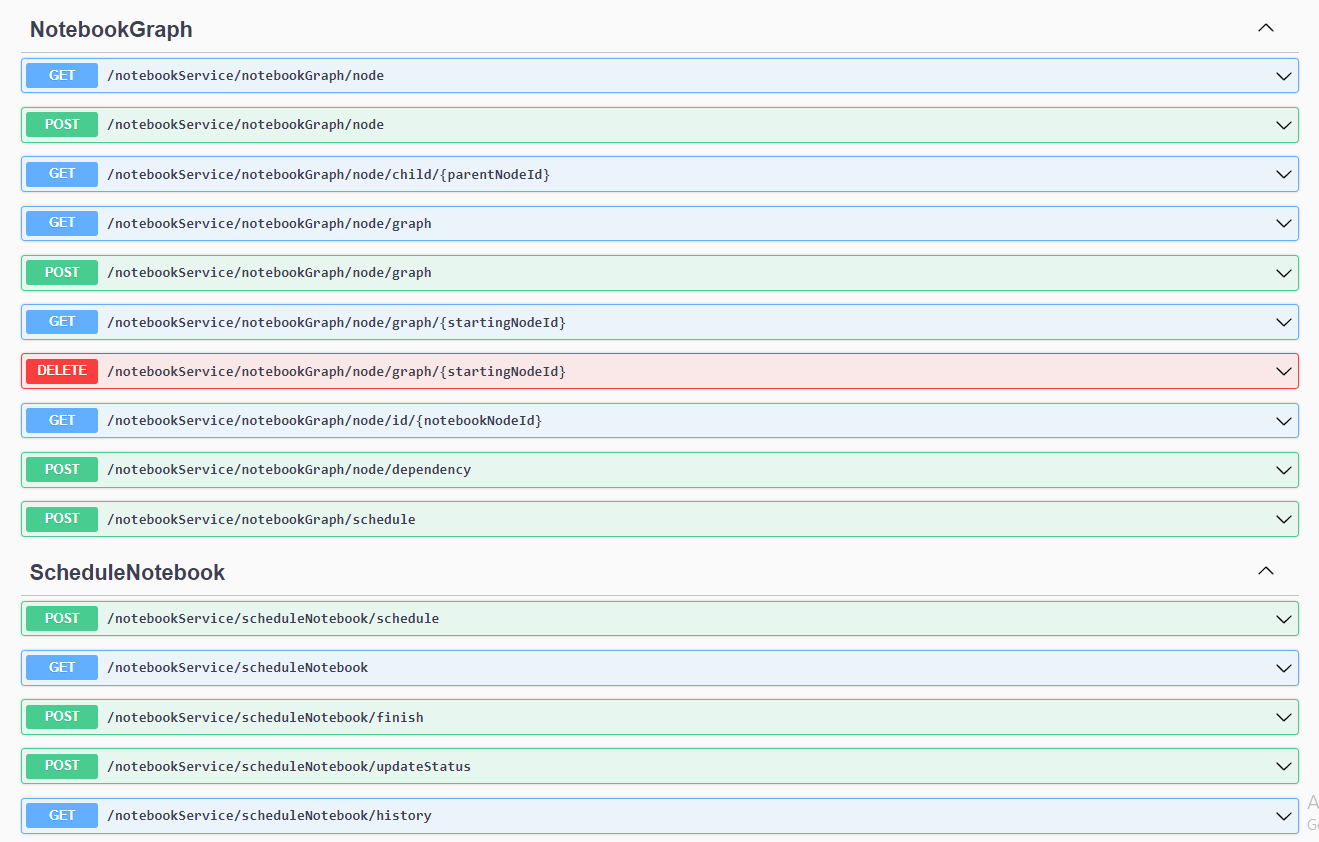 NotebookGraph
GET /notebookService/notebookGraph/node
POST /notebookService/notebookGraph/node
GET /notebookService/notebookGraph/node/child/{parentNodeId}
GET /notebookService/notebookGraph/node/graph
POST /notebookService/notebookGraph/node/graph
GET /notebookService/notebookGraph/node/graph/{startingNodeId}
DELETE /notebookService/notebookGraph/node/graph/{startingNodeId}
GET /notebookService/notebookGraph/node/id/{notebookNodeId}
POST /notebookService/notebookGraph/node/dependency
POST /notebookService/notebookGraph/schedule
ScheduleNotebook
POST /notebookService/scheduleNotebook/schedule
GET /notebookService/scheduleNotebook
POST /notebookService/scheduleNotebook/finish
POST /notebookService/scheduleNotebook/updateStatus
GET /notebookService/scheduleNotebook/history